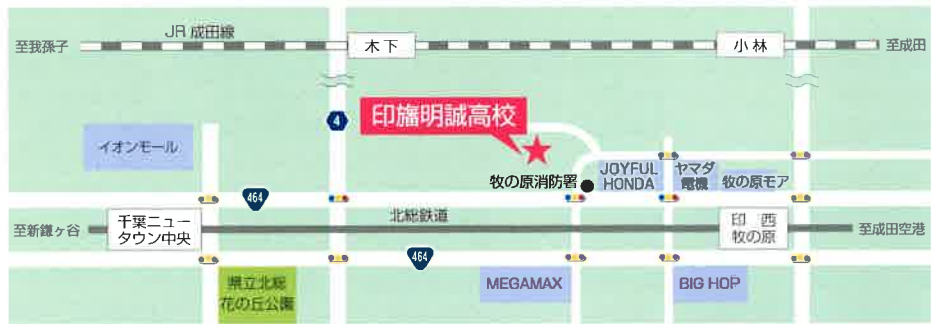 JR 成田線
至我孫子
木下
小林
至成田
4
印旛明誠高校
イオンモール
牧の原消防署
JOYFUL
HONDA
ヤマダ
電機
牧の原モア
464
北総鉄道
至新鎌ヶ谷
千葉ニュー
タウン中央
印西
牧の原
至成田空港
464
県立北総
花の丘公園
MEGAMAX
BIG HOP